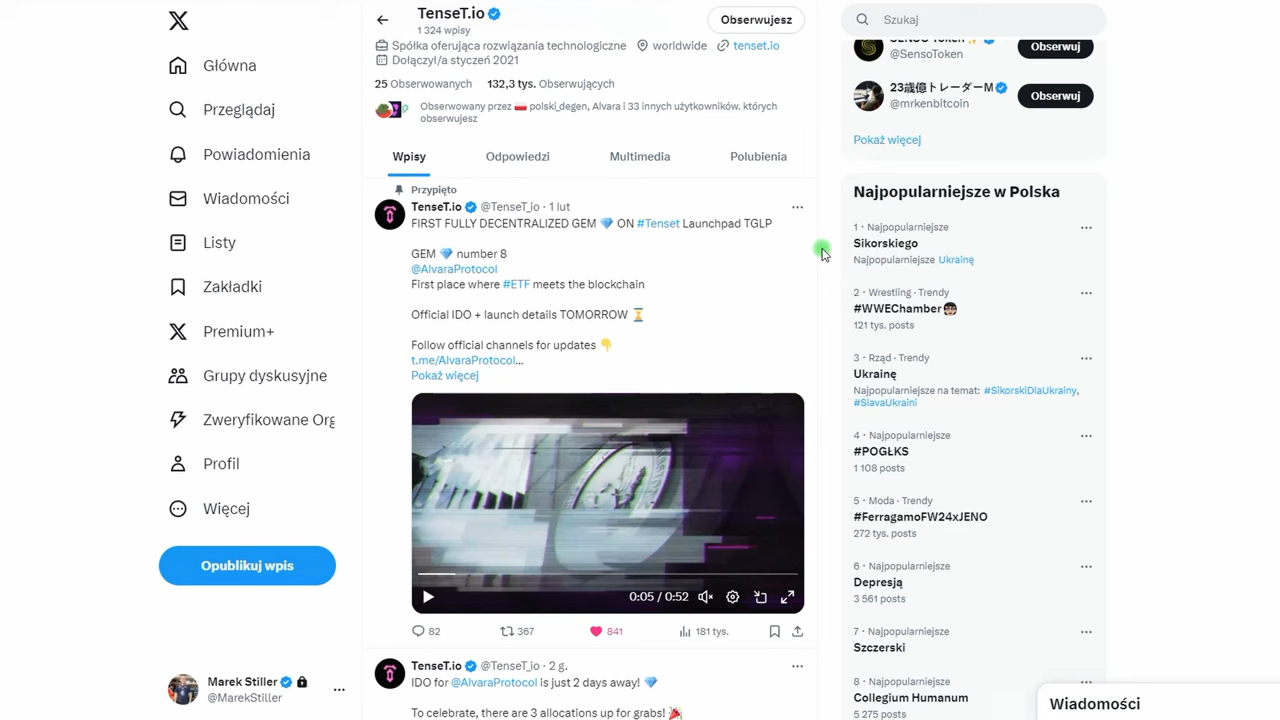 Główna
Przeglądaj
Powiadomienia
Wiadomości
Listy
Zakładki
Premium+
Grupy dyskusyjne
Zweryfikowane Org
Profil
Więcej
Opublikuj wpis
Marek Stiller
@MarekStiller
TenseT.io
1 324 wpisy
Obserwujesz
Spółka oferująca rozwiązania technologiczne worldwide tenset.io
Dołączył/a styczeń 2021
25 Obserwowanych 132,3 tys. Obserwujących
Obserwowany przez 🇵🇱 polski_degen, Alvara i 33 innych użytkowników. których
obserwujesz
Wpisy Odpowiedzi Multimedia Polubienia
Przypięto
TenseT.io @TenseT_io · 1 lut
FIRST FULLY DECENTRALIZED GEM 💎 ON #Tenset Launchpad TGLP
GEM 💎 number 8
@AlvaraProtocol
First place where #ETF meets the blockchain
Official IDO + launch details TOMORROW ⏳
Follow official channels for updates 👇
t.me/AlvaraProtocol…
Pokaż więcej
0:05 / 0:52
82 367 841 181 tys.
TenseT.io @TenseT_io · 2 g.
IDO for @AlvaraProtocol is just 2 days away! 💎
To celebrate, there are 3 allocations up for grabs! 🎉
Szukaj
SENSO Token ✨
@SensoToken
Obserwuj
23歳億トレーダーM
@mrkenbitcoin
Obserwuj
Pokaż więcej
Najpopularniejsze w Polska
1 · Najpopularniejsze
Sikorskiego
Najpopularniejsze Ukrainę
2 · Wrestling · Trendy
#WWEChamber
121 tys. posts
3 · Rząd · Trendy
Ukrainę
Najpopularniejsze na temat: #SikorskiDlaUkrainy,
#SlavaUkraini
4 · Najpopularniejsze
#POGŁKS
1 108 posts
5 · Moda · Trendy
#FerragamoFW24xJENO
272 tys. posts
6 · Najpopularniejsze
Depresją
3 561 posts
7 · Najpopularniejsze
Szczerski
8 · Najpopularniejsze
Collegium Humanum
5 275 posts
Wiadomości